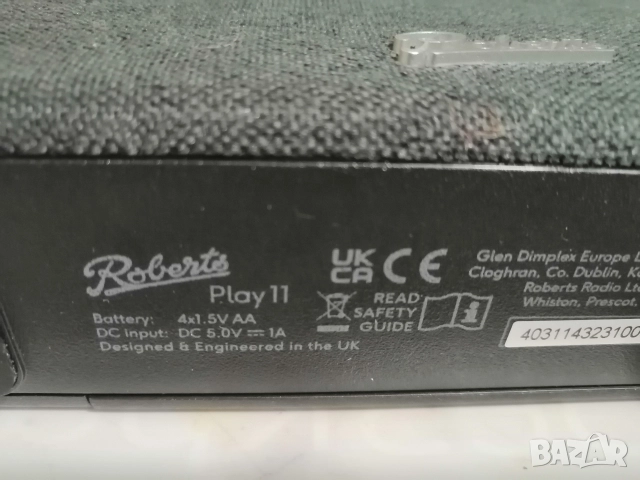 Roberts
Play 11
Battery: 4x1.5V AA
DC input: DC 5.0V 1A
Designed & Engineered in the UK
UK
CA
CE
READ
SAFETY
GUIDE
Glen Dimplex Europe
Cloghran, Co. Dublin,
Roberts Radio
Whiston, Prescot,
403114323100
BAZAR